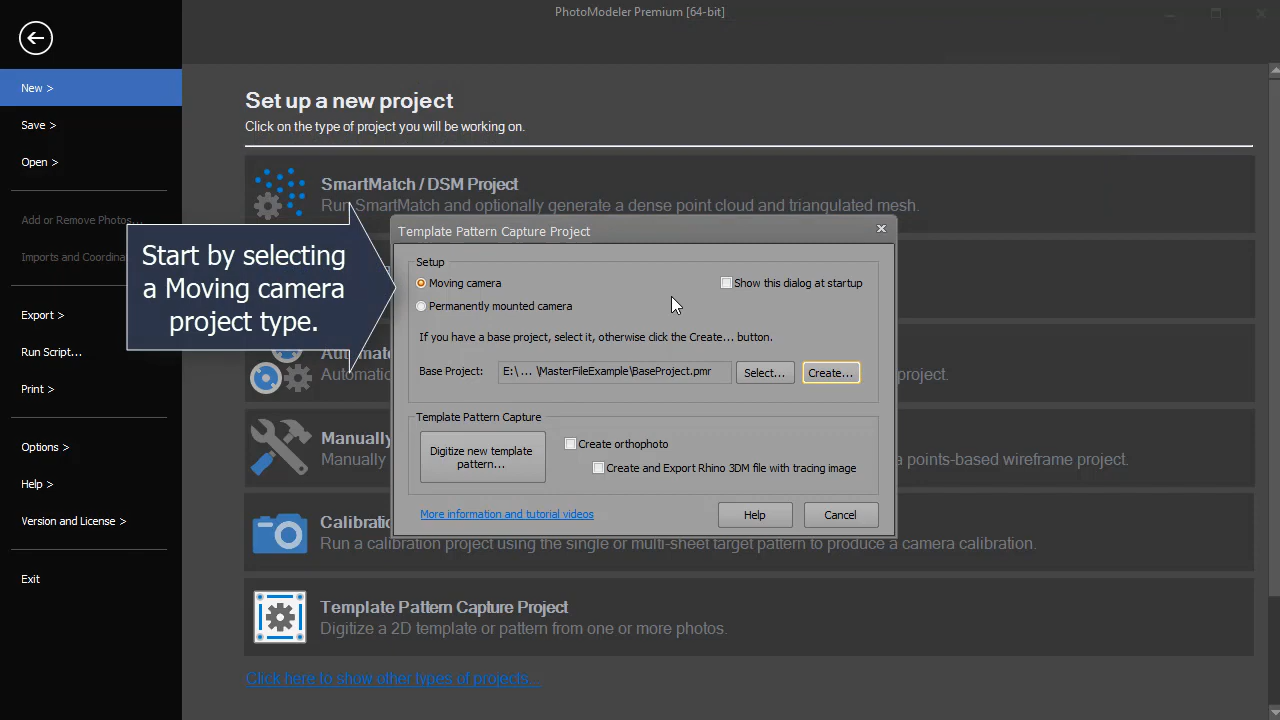 PhotoModeler Premium [64-bit]
New >
Save >
Open >
Add or Remove Photos...
Imports and Coordina
Export >
Run Script...
Print >
Options >
Help >
Version and License >
Exit
Start by selecting
a Moving camera
project type.
Set up a new project
Click on the type of project you will be working on.
SmartMatch / DSM Project
Run SmartMatch and optionally generate a dense point cloud and triangulated mesh.
Template Pattern Capture Project
Setup
Moving camera
Show this dialog at startup
Permanently mounted camera
If you have a base project, select it, otherwise click the Create... button.
Base Project: E:\ ... \MasterFileExample\BaseProject.pmr Select... Create...
Template Pattern Capture
Digitize new template
pattern...
Create orthophoto
Create and Export Rhino 3DM file with tracing image
More information and tutorial videos
Help
Cancel
Automate
Automatic project.
Manually
Manually a points-based wireframe project.
Calibratio
Run a calibration project using the single or multi-sheet target pattern to produce a camera calibration.
Template Pattern Capture Project
Digitize a 2D template or pattern from one or more photos.
Click here to show other types of projects...